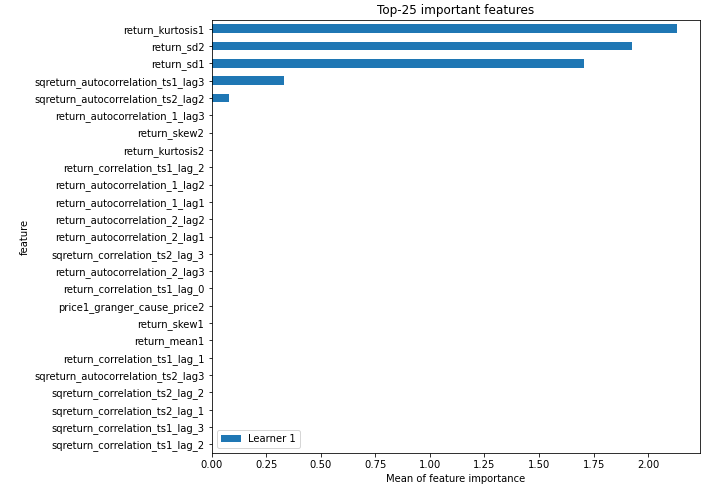 Top-25 important features
return_kurtosis1
return_sd2
return_sd1
sqreturn_autocorrelation_ts1_lag3
sqreturn_autocorrelation_ts2_lag2
return_autocorrelation_1_lag3
return_skew2
return_kurtosis2
return_correlation_ts1_lag_2
return_autocorrelation_1_lag2
return_autocorrelation_1_lag1
return_autocorrelation_2_lag2
return_autocorrelation_2_lag1
sqreturn_correlation_ts2_lag_3
return_autocorrelation_2_lag3
return_correlation_ts1_lag_0
price1_granger_cause_price2
return_skew1
return_mean1
return_correlation_ts1_lag_1
sqreturn_autocorrelation_ts2_lag3
sqreturn_correlation_ts2_lag_2
sqreturn_correlation_ts2_lag_1
sqreturn_correlation_ts1_lag_3
sqreturn_correlation_ts1_lag_2
feature
Learner 1
0.00 0.25 0.50 0.75 1.00 1.25 1.50 1.75 2.00
Mean of feature importance